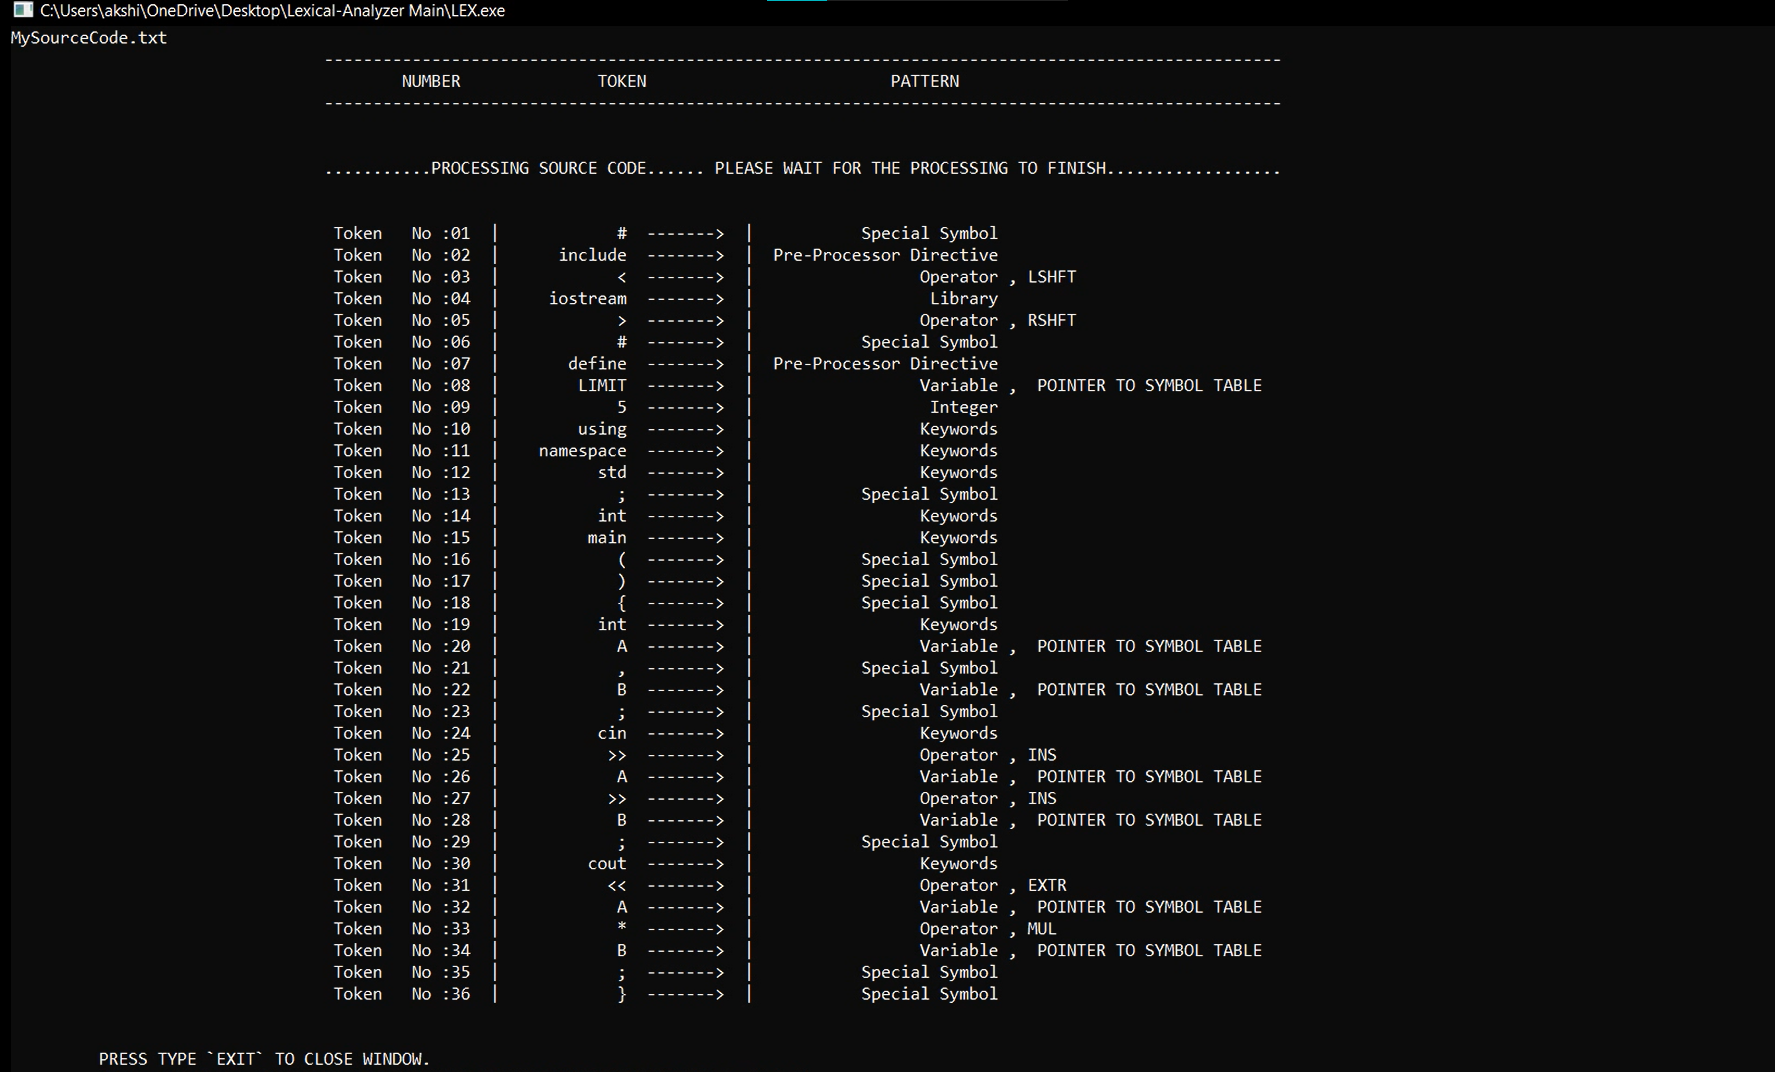 C:\Users\akshi\OneDrive\Desktop\Lexical-Analyzer Main\LEX.exe
MySourceCode.txt
--------------------------------------------------------------------------------------------------
NUMBER TOKEN PATTERN
--------------------------------------------------------------------------------------------------
...........PROCESSING SOURCE CODE...... PLEASE WAIT FOR THE PROCESSING TO FINISH..................
Token No :01 | # -------> | Special Symbol
Token No :02 | include -------> | Pre-Processor Directive
Token No :03 | < -------> | Operator , LSHFT
Token No :04 | iostream -------> | Library
Token No :05 | > -------> | Operator , RSHFT
Token No :06 | # -------> | Special Symbol
Token No :07 | define -------> | Pre-Processor Directive
Token No :08 | LIMIT -------> | Variable , POINTER TO SYMBOL TABLE
Token No :09 | 5 -------> | Integer
Token No :10 | using -------> | Keywords
Token No :11 | namespace -------> | Keywords
Token No :12 | std -------> | Keywords
Token No :13 | ; -------> | Special Symbol
Token No :14 | int -------> | Keywords
Token No :15 | main -------> | Keywords
Token No :16 | ( -------> | Special Symbol
Token No :17 | ) -------> | Special Symbol
Token No :18 | { -------> | Special Symbol
Token No :19 | int -------> | Keywords
Token No :20 | A -------> | Variable , POINTER TO SYMBOL TABLE
Token No :21 | , -------> | Special Symbol
Token No :22 | B -------> | Variable , POINTER TO SYMBOL TABLE
Token No :23 | ; -------> | Special Symbol
Token No :24 | cin -------> | Keywords
Token No :25 | >> -------> | Operator , INS
Token No :26 | A -------> | Variable , POINTER TO SYMBOL TABLE
Token No :27 | >> -------> | Operator , INS
Token No :28 | B -------> | Variable , POINTER TO SYMBOL TABLE
Token No :29 | ; -------> | Special Symbol
Token No :30 | cout -------> | Keywords
Token No :31 | << -------> | Operator , EXTR
Token No :32 | A -------> | Variable , POINTER TO SYMBOL TABLE
Token No :33 | * -------> | Operator , MUL
Token No :34 | B -------> | Variable , POINTER TO SYMBOL TABLE
Token No :35 | ; -------> | Special Symbol
Token No :36 | } -------> | Special Symbol
PRESS TYPE `EXIT` TO CLOSE WINDOW.